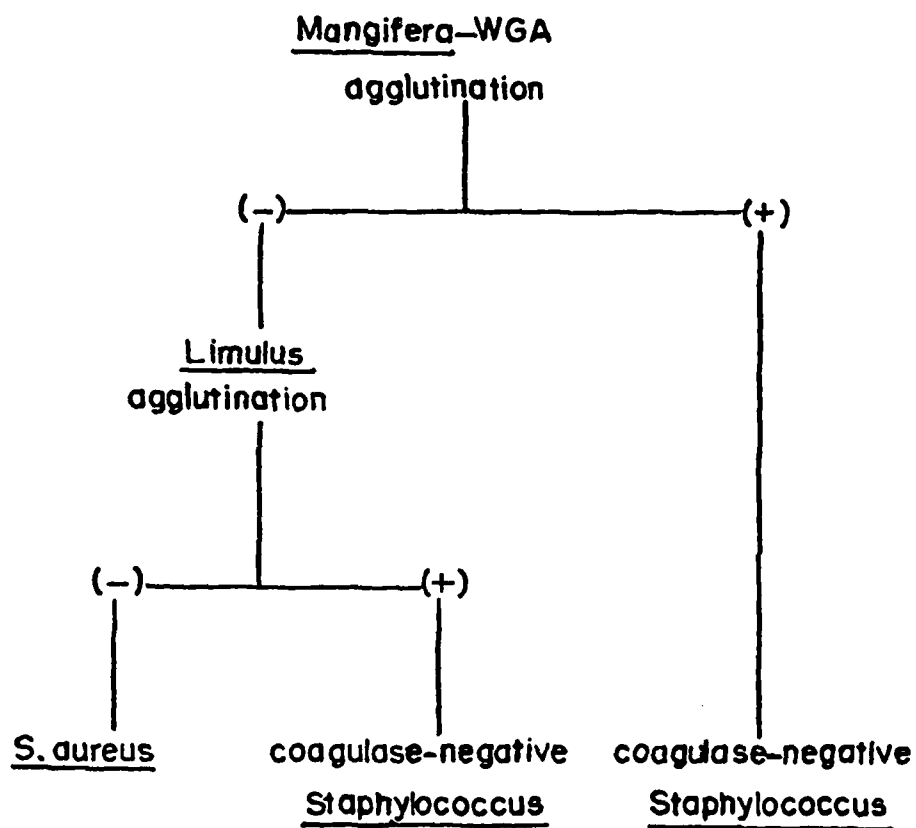 Mangifera–WGA
agglutination
(–)
(+)
Limulus
agglutination
(–)
(+)
S. aureus
coagulase-negative
Staphylococcus
coagulase-negative
Staphylococcus